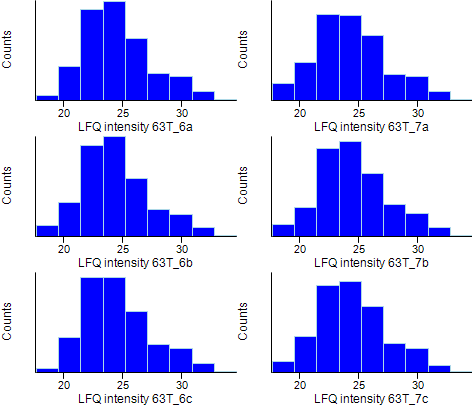 Counts
20 25 30
LFQ intensity 63T_6a
Counts
20 25 30
LFQ intensity 63T_7a
Counts
20 25 30
LFQ intensity 63T_6b
Counts
20 25 30
LFQ intensity 63T_7b
Counts
20 25 30
LFQ intensity 63T_6c
Counts
20 25 30
LFQ intensity 63T_7c